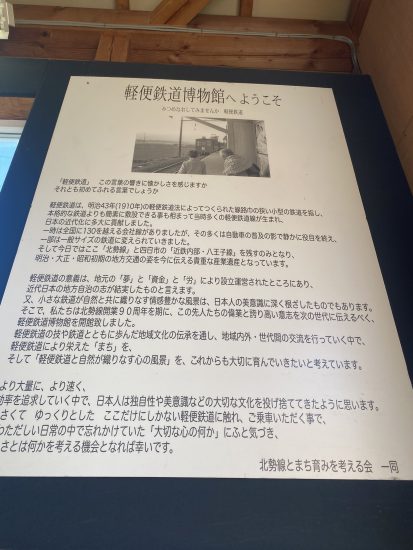 軽便鉄道博物館へ ようこそ
みつめなおしてみませんか 軽便鉄道
「軽便鉄道」 この言葉の響きに懐かしさを感じますか
それとも初めてふれる言葉でしょうか
軽便鉄道は、明治43年(1910年)の軽便鉄道法によってつくられた線路巾の狭い小型の鉄道を指し、
本格的な鉄道よりも簡素に敷設できる事も相まって当時多くの軽便鉄道線が生まれ、
日本の近代化に多大に貢献しました。
一時は全国に130を越える会社線がありましたが、その多くは自動車の普及の影で静かに役目を終え、
一部は一般サイズの鉄道に変えられていきました。
そして今日ではここ「北勢線」と四日市の「近鉄内部・八王子線」を残すのみとなり、
明治・大正・昭和初期の地方交通の姿を今に伝える貴重な産業遺産となっています。
軽便鉄道の意義は、地元の「夢」と「資金」と「労」により設立運営されたところにあり、
近代日本の地方自治の志が結実したものと言えます。
又、小さな鉄道が自然と共に織りなす情感豊かな風景は、日本人の美意識に深く根ざしたものでもあります。
そこで、私たちは北勢線開業90周年を期に、この先人たちの偉業と誇り高い意志を次の世に伝えるべく、
軽便鉄道博物館を開館致しました。
軽便鉄道の技や鉄道とともに歩んだ地域文化の伝承を通し、地域内外・世代間の交流を行っていく中で、
軽便鉄道により栄えた「まち」を、
そして「軽便鉄道と自然が織りなす心の風景」を、これからも大切に育んでいきたいと考えています。
より大量に、より速く、
効率を追求していく中で、日本人は独自性や美意識などの大切な文化を投げ捨ててきたように思います。
さくて ゆっくりとした ここだけにしかない軽便鉄道に触れ、ご乗車いただく事で、
ただしい日常の中で忘れかけていた「大切な心の何か」にふと気づき、
さとは何かを考える機会となれば幸いです。
北勢線とまち育みを考える会 一同